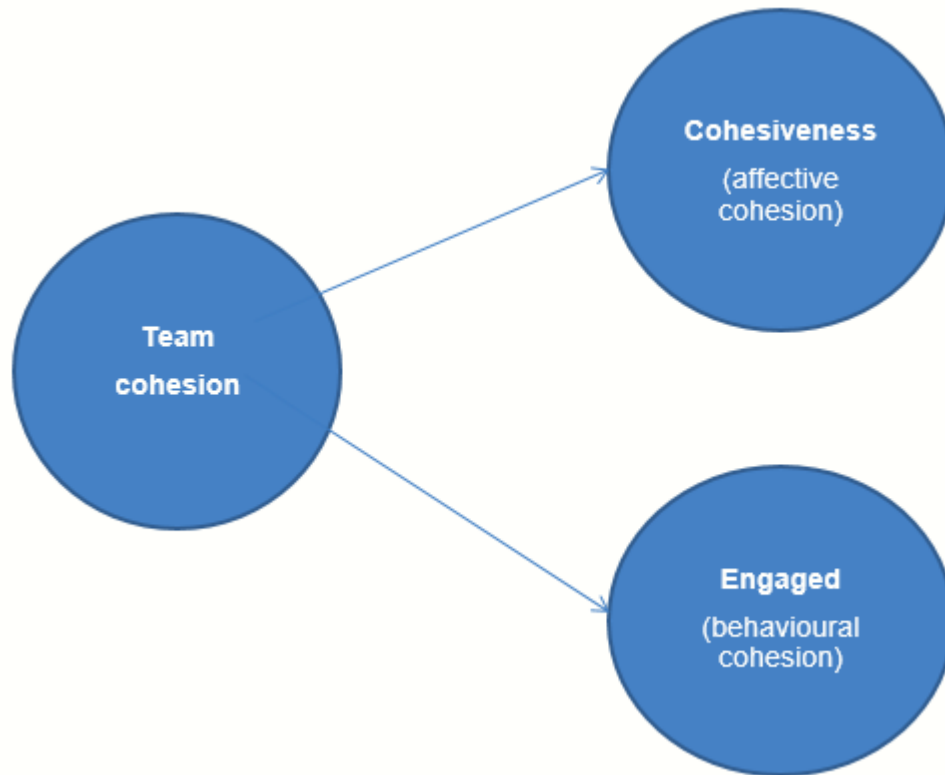 Cohesiveness
(affective
cohesion)
Team
cohesion
Engaged
(behavioural
cohesion)